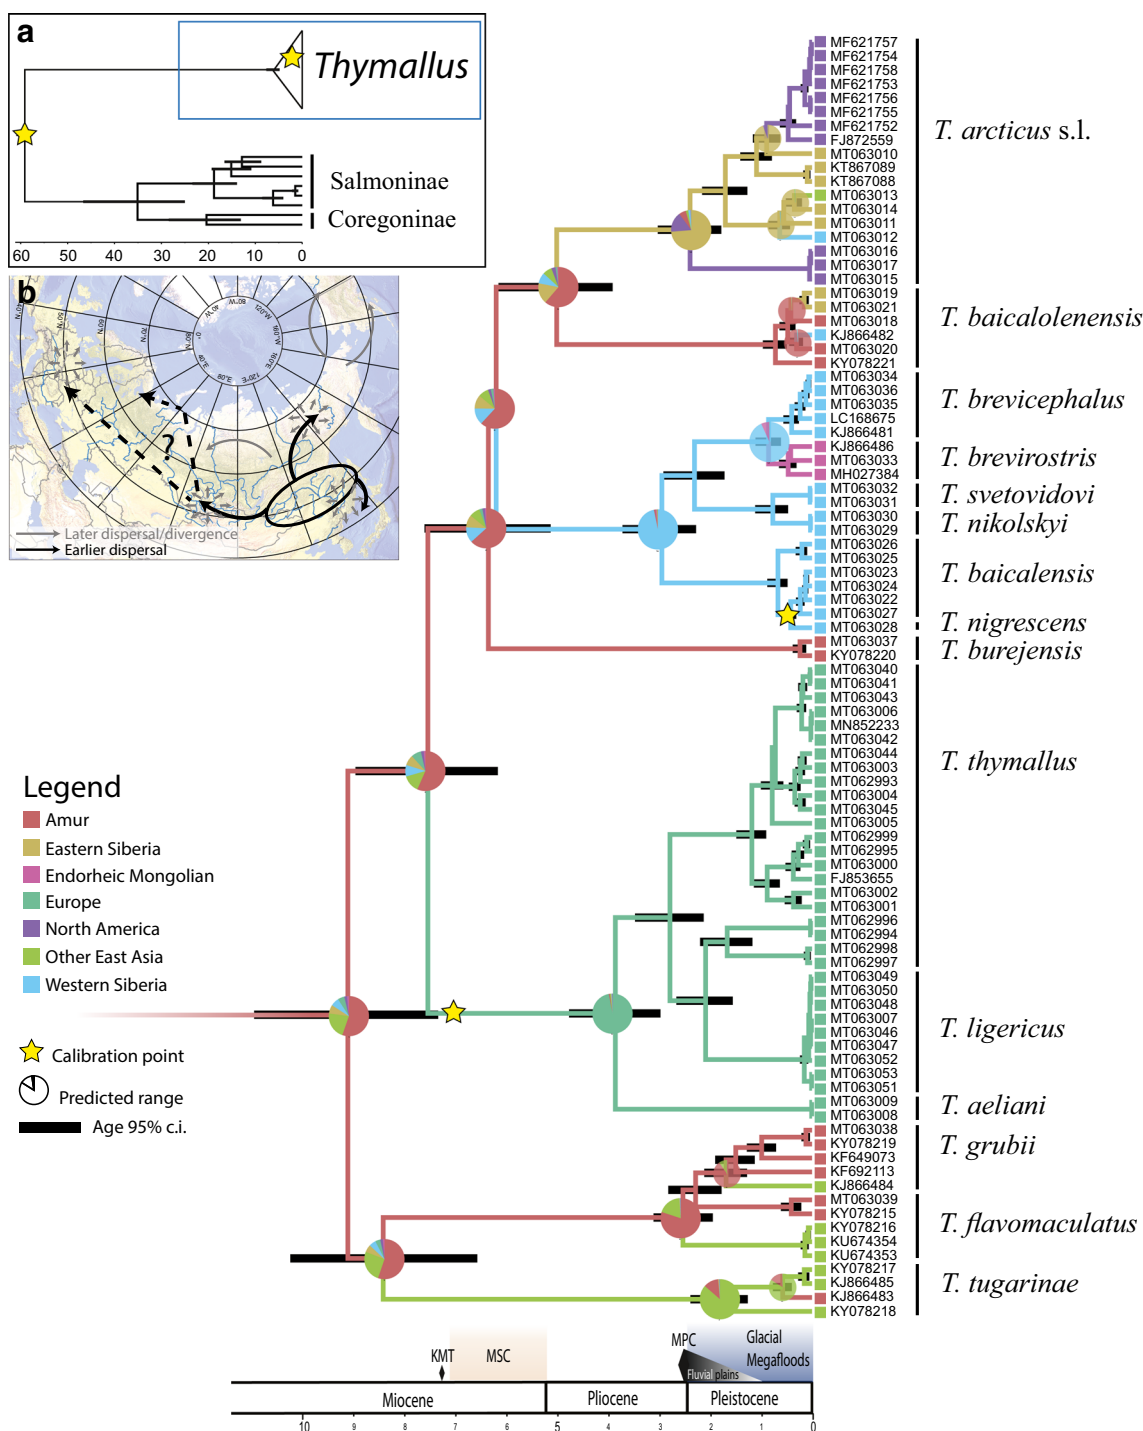 a
Thymallus
Salmoninae
Coregoninae
60 50 40 30 20 10 0
b
?
Later dispersal/divergence
Earlier dispersal
MF621757
MF621754
MF621758
MF621753
MF621756
MF621755
MF621752
FJ872559
MT063010
KT867089
KT867088
MT063013
MT063014
MT063011
MT063012
MT063016
MT063017
MT063015
T. arcticus s.l.
MT063019
MT063021
MT063018
KJ866482
MT063020
KY078221
T. baicalolenensis
MT063034
MT063036
MT063035
LC168675
KJ866481
T. brevicephalus
KJ866486
MT063033
MH027384
T. brevirostris
MT063032
MT063031
T. svetovidovi
MT063030
MT063029
T. nikolskyi
MT063026
MT063025
MT063023
MT063024
MT063022
MT063027
T. baicalensis
MT063028
T. nigrescens
MT063037
KY078220
T. burejensis
MT063040
MT063041
MT063043
MT063006
MN852233
MT063042
MT063044
MT063003
MT062993
MT063004
MT063045
MT063005
MT062999
MT062995
MT063000
FJ853655
MT063002
MT063001
MT062996
MT062994
MT062998
MT062997
T. thymallus
MT063049
MT063050
MT063048
MT063007
MT063046
MT063047
MT063052
MT063053
MT063051
T. ligericus
MT063009
MT063008
T. aeliani
MT063038
KY078219
KF649073
KF692113
KJ866484
T. grubii
MT063039
KY078215
KY078216
KU674354
KU674353
T. flavomaculatus
KY078217
KJ866485
KJ866483
KY078218
T. tugarinae
Legend
Amur
Eastern Siberia
Endorheic Mongolian
Europe
North America
Other East Asia
Western Siberia
Calibration point
Predicted range
Age 95% c.i.
KMT
MSC
MPC
Glacial
Megafloods
Fluvial plains
Miocene
Pliocene
Pleistocene
10 9 8 7 6 5 4 3 2 1 0